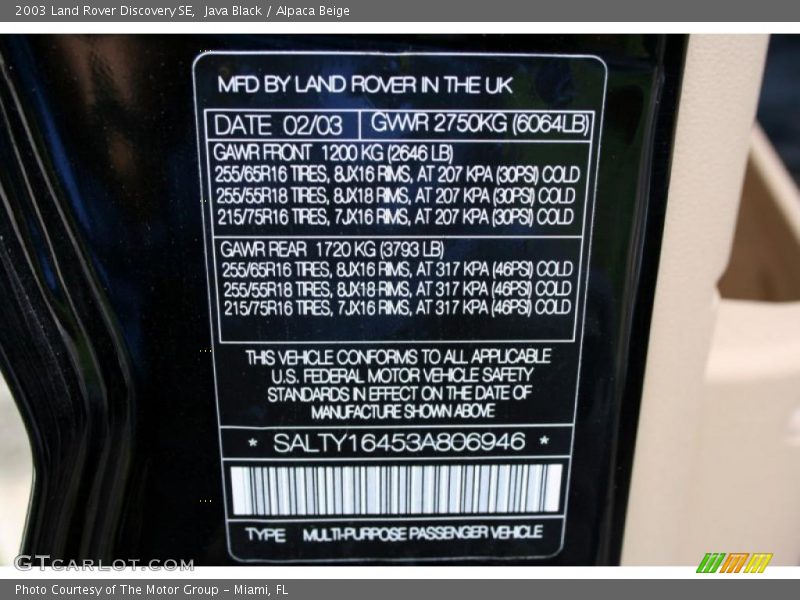 2003 Land Rover Discovery SE, Java Black / Alpaca Beige
MFD BY LAND ROVER IN THE UK
DATE 02/03 GVWR 2750KG (6064LB)
GAWR FRONT 1200 KG (2646 LB)
255/65R16 TIRES, 8JX16 RIMS, AT 207 KPA (30PSI) COLD
255/55R18 TIRES, 8JX18 RIMS, AT 207 KPA (30PSI) COLD
215/75R16 TIRES, 7JX16 RIMS, AT 207 KPA (30PSI) COLD
GAWR REAR 1720 KG (3793 LB)
255/65R16 TIRES, 8JX16 RIMS, AT 317 KPA (46PSI) COLD
255/55R18 TIRES, 8JX18 RIMS, AT 317 KPA (46PSI) COLD
215/75R16 TIRES, 7JX16 RIMS, AT 317 KPA (46PSI) COLD
THIS VEHICLE CONFORMS TO ALL APPLICABLE
U.S. FEDERAL MOTOR VEHICLE SAFETY
STANDARDS IN EFFECT ON THE DATE OF
MANUFACTURE SHOWN ABOVE
* SALTY16453A806946 *
TYPE MULTI-PURPOSE PASSENGER VEHICLE
GTCARLOT.COM
Photo Courtesy of The Motor Group - Miami, FL